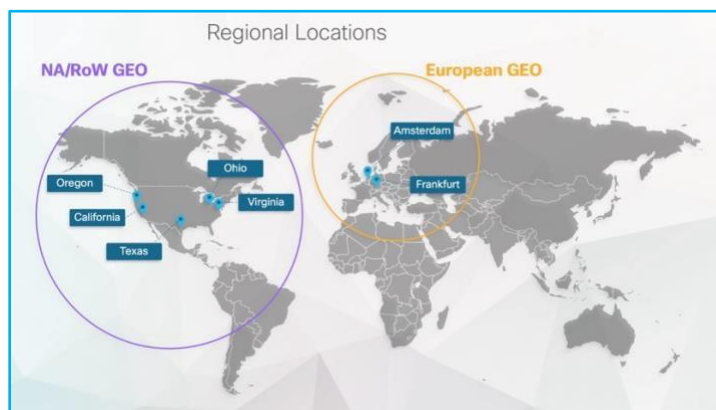 Regional Locations
NA/RoW GEO
European GEO
Amsterdam
Ohio
Oregon
Frankfurt
Virginia
California
Texas